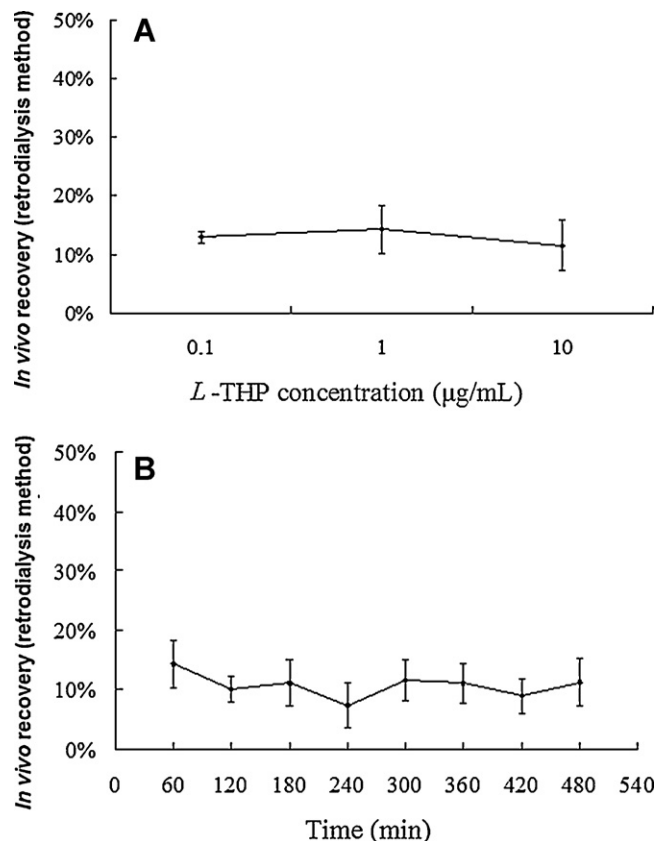 A
In vivo recovery (retrodialysis method)
50%
40%
30%
20%
10%
0%
0.1 1 10
L-THP concentration (µg/mL)
B
In vivo recovery (retrodialysis method)
50%
40%
30%
20%
10%
0%
0 60 120 180 240 300 360 420 480 540
Time (min)